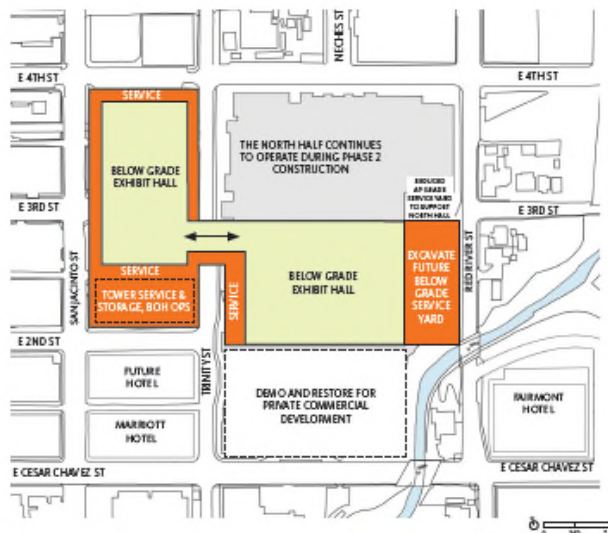 NECHES ST
E 4TH ST
E 4TH ST
SERVICE
THE NORTH HALF CONTINUES
TO OPERATE DURING PHASE 2
CONSTRUCTION
BELOW GRADE
EXHIBIT HALL
REDUCED
AT GRADE
SERVICE YARD
TO SUPPORT
NORTH HALL
E 3RD ST
E 3RD ST
SAN JACINTO ST
RED RIVER ST
SERVICE
BELOW GRADE
EXHIBIT HALL
EXCAVATE
FUTURE
BELOW
GRADE
SERVICE
YARD
SERVICE
TOWER SERVICE &
STORAGE, BOH OPS
E 2ND ST
TRINITY ST
FUTURE
HOTEL
DEMO AND RESTORE FOR
PRIVATE COMMERCIAL
DEVELOPMENT
FAIRMONT
HOTEL
MARRIOTT
HOTEL
E CESAR CHAVEZ ST
E CESAR CHAVEZ ST